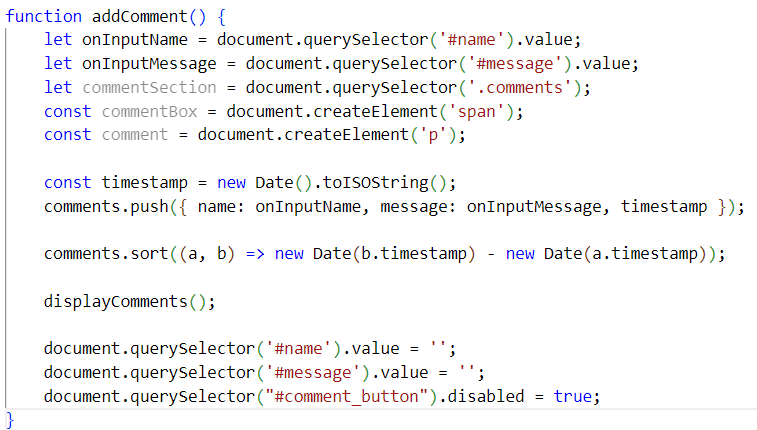 function addComment() {
    let onInputName = document.querySelector('#name').value;
    let onInputMessage = document.querySelector('#message').value;
    let commentSection = document.querySelector('.comments');
    const commentBox = document.createElement('span');
    const comment = document.createElement('p');

    const timestamp = new Date().toISOString();
    comments.push({ name: onInputName, message: onInputMessage, timestamp });

    comments.sort((a, b) => new Date(b.timestamp) - new Date(a.timestamp));

    displayComments();

    document.querySelector('#name').value = '';
    document.querySelector('#message').value = '';
    document.querySelector("#comment_button").disabled = true;
}